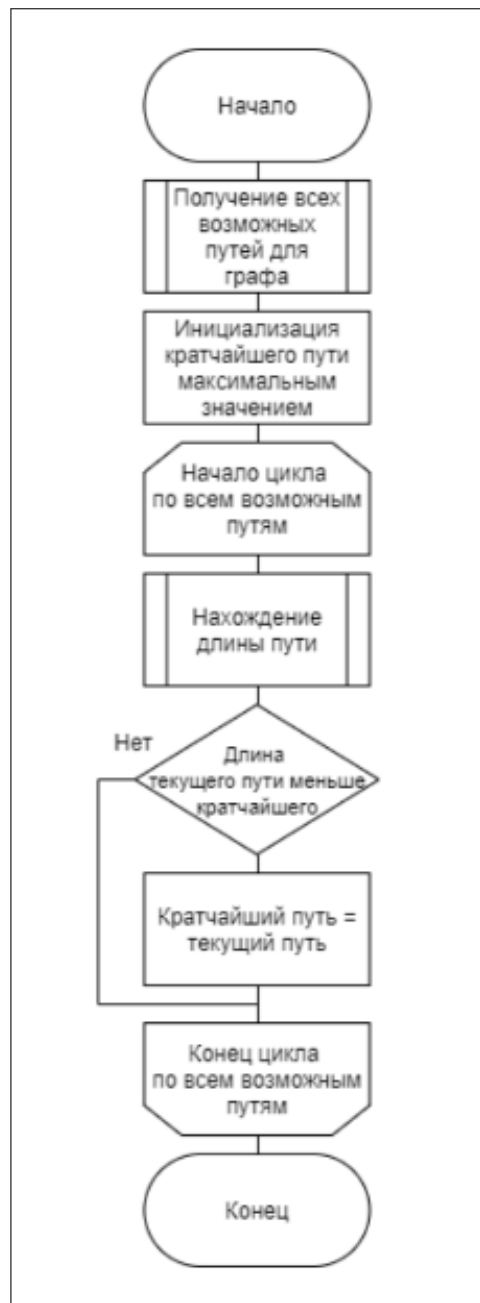 Начало
Получение всех
возможных
путей для
графа
Инициализация
кратчайшего пути
максимальным
значением
Начало цикла
по всем возможным
путям
Нахождение
длины пути
Нет
Длина
текущего пути меньше
кратчайшего
Кратчайший путь =
текущий путь
Конец цикла
по всем возможным
путям
Конец